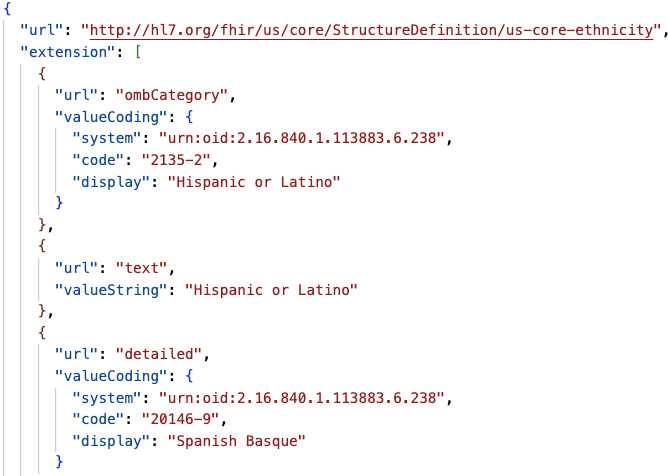 {
"url": "http://hl7.org/fhir/us/core/StructureDefinition/us-core-ethnicity",
"extension": [
{
"url": "ombCategory",
"valueCoding": {
"system": "urn:oid:2.16.840.1.113883.6.238",
"code": "2135-2",
"display": "Hispanic or Latino"
}
},
{
"url": "text",
"valueString": "Hispanic or Latino"
},
{
"url": "detailed",
"valueCoding": {
"system": "urn:oid:2.16.840.1.113883.6.238",
"code": "20146-9",
"display": "Spanish Basque"
}